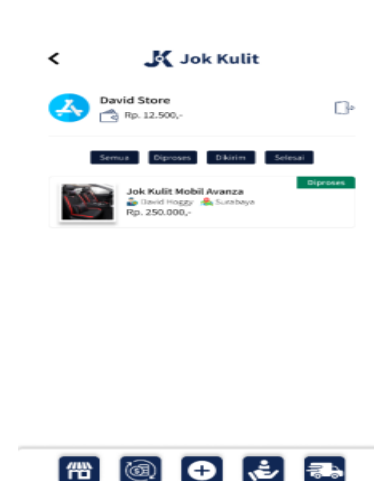 JK Jok Kulit
David Store
Rp. 12.500,-
Semua Diproses Dikirim Selesai
Diproses
Jok Kulit Mobil Avanza
David Hoggy Surabaya
Rp. 250.000,-